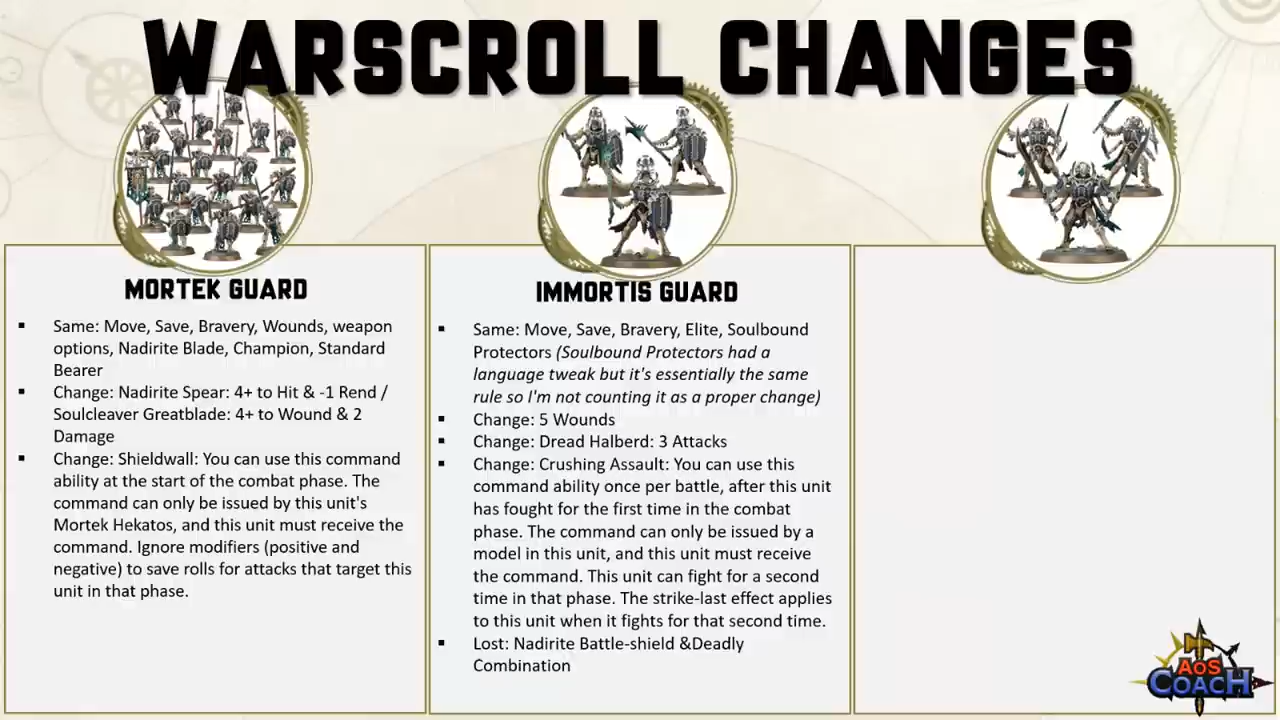 WARSCROLL CHANGES
MORTEK GUARD
▪ Same: Move, Save, Bravery, Wounds, weapon
options, Nadirite Blade, Champion, Standard
Bearer
▪ Change: Nadirite Spear: 4+ to Hit & -1 Rend /
Soulcleaver Greatblade: 4+ to Wound & 2
Damage
▪ Change: Shieldwall: You can use this command
ability at the start of the combat phase. The
command can only be issued by this unit's
Mortek Hekatos, and this unit must receive the
command. Ignore modifiers (positive and
negative) to save rolls for attacks that target this
unit in that phase.
IMMORTIS GUARD
▪ Same: Move, Save, Bravery, Elite, Soulbound
Protectors (Soulbound Protectors had a
language tweak but it's essentially the same
rule so I'm not counting it as a proper change)
▪ Change: 5 Wounds
▪ Change: Dread Halberd: 3 Attacks
▪ Change: Crushing Assault: You can use this
command ability once per battle, after this unit
has fought for the first time in the combat
phase. The command can only be issued by a
model in this unit, and this unit must receive
the command. This unit can fight for a second
time in that phase. The strike-last effect applies
to this unit when it fights for that second time.
▪ Lost: Nadirite Battle-shield &Deadly
Combination
AoS
COACH